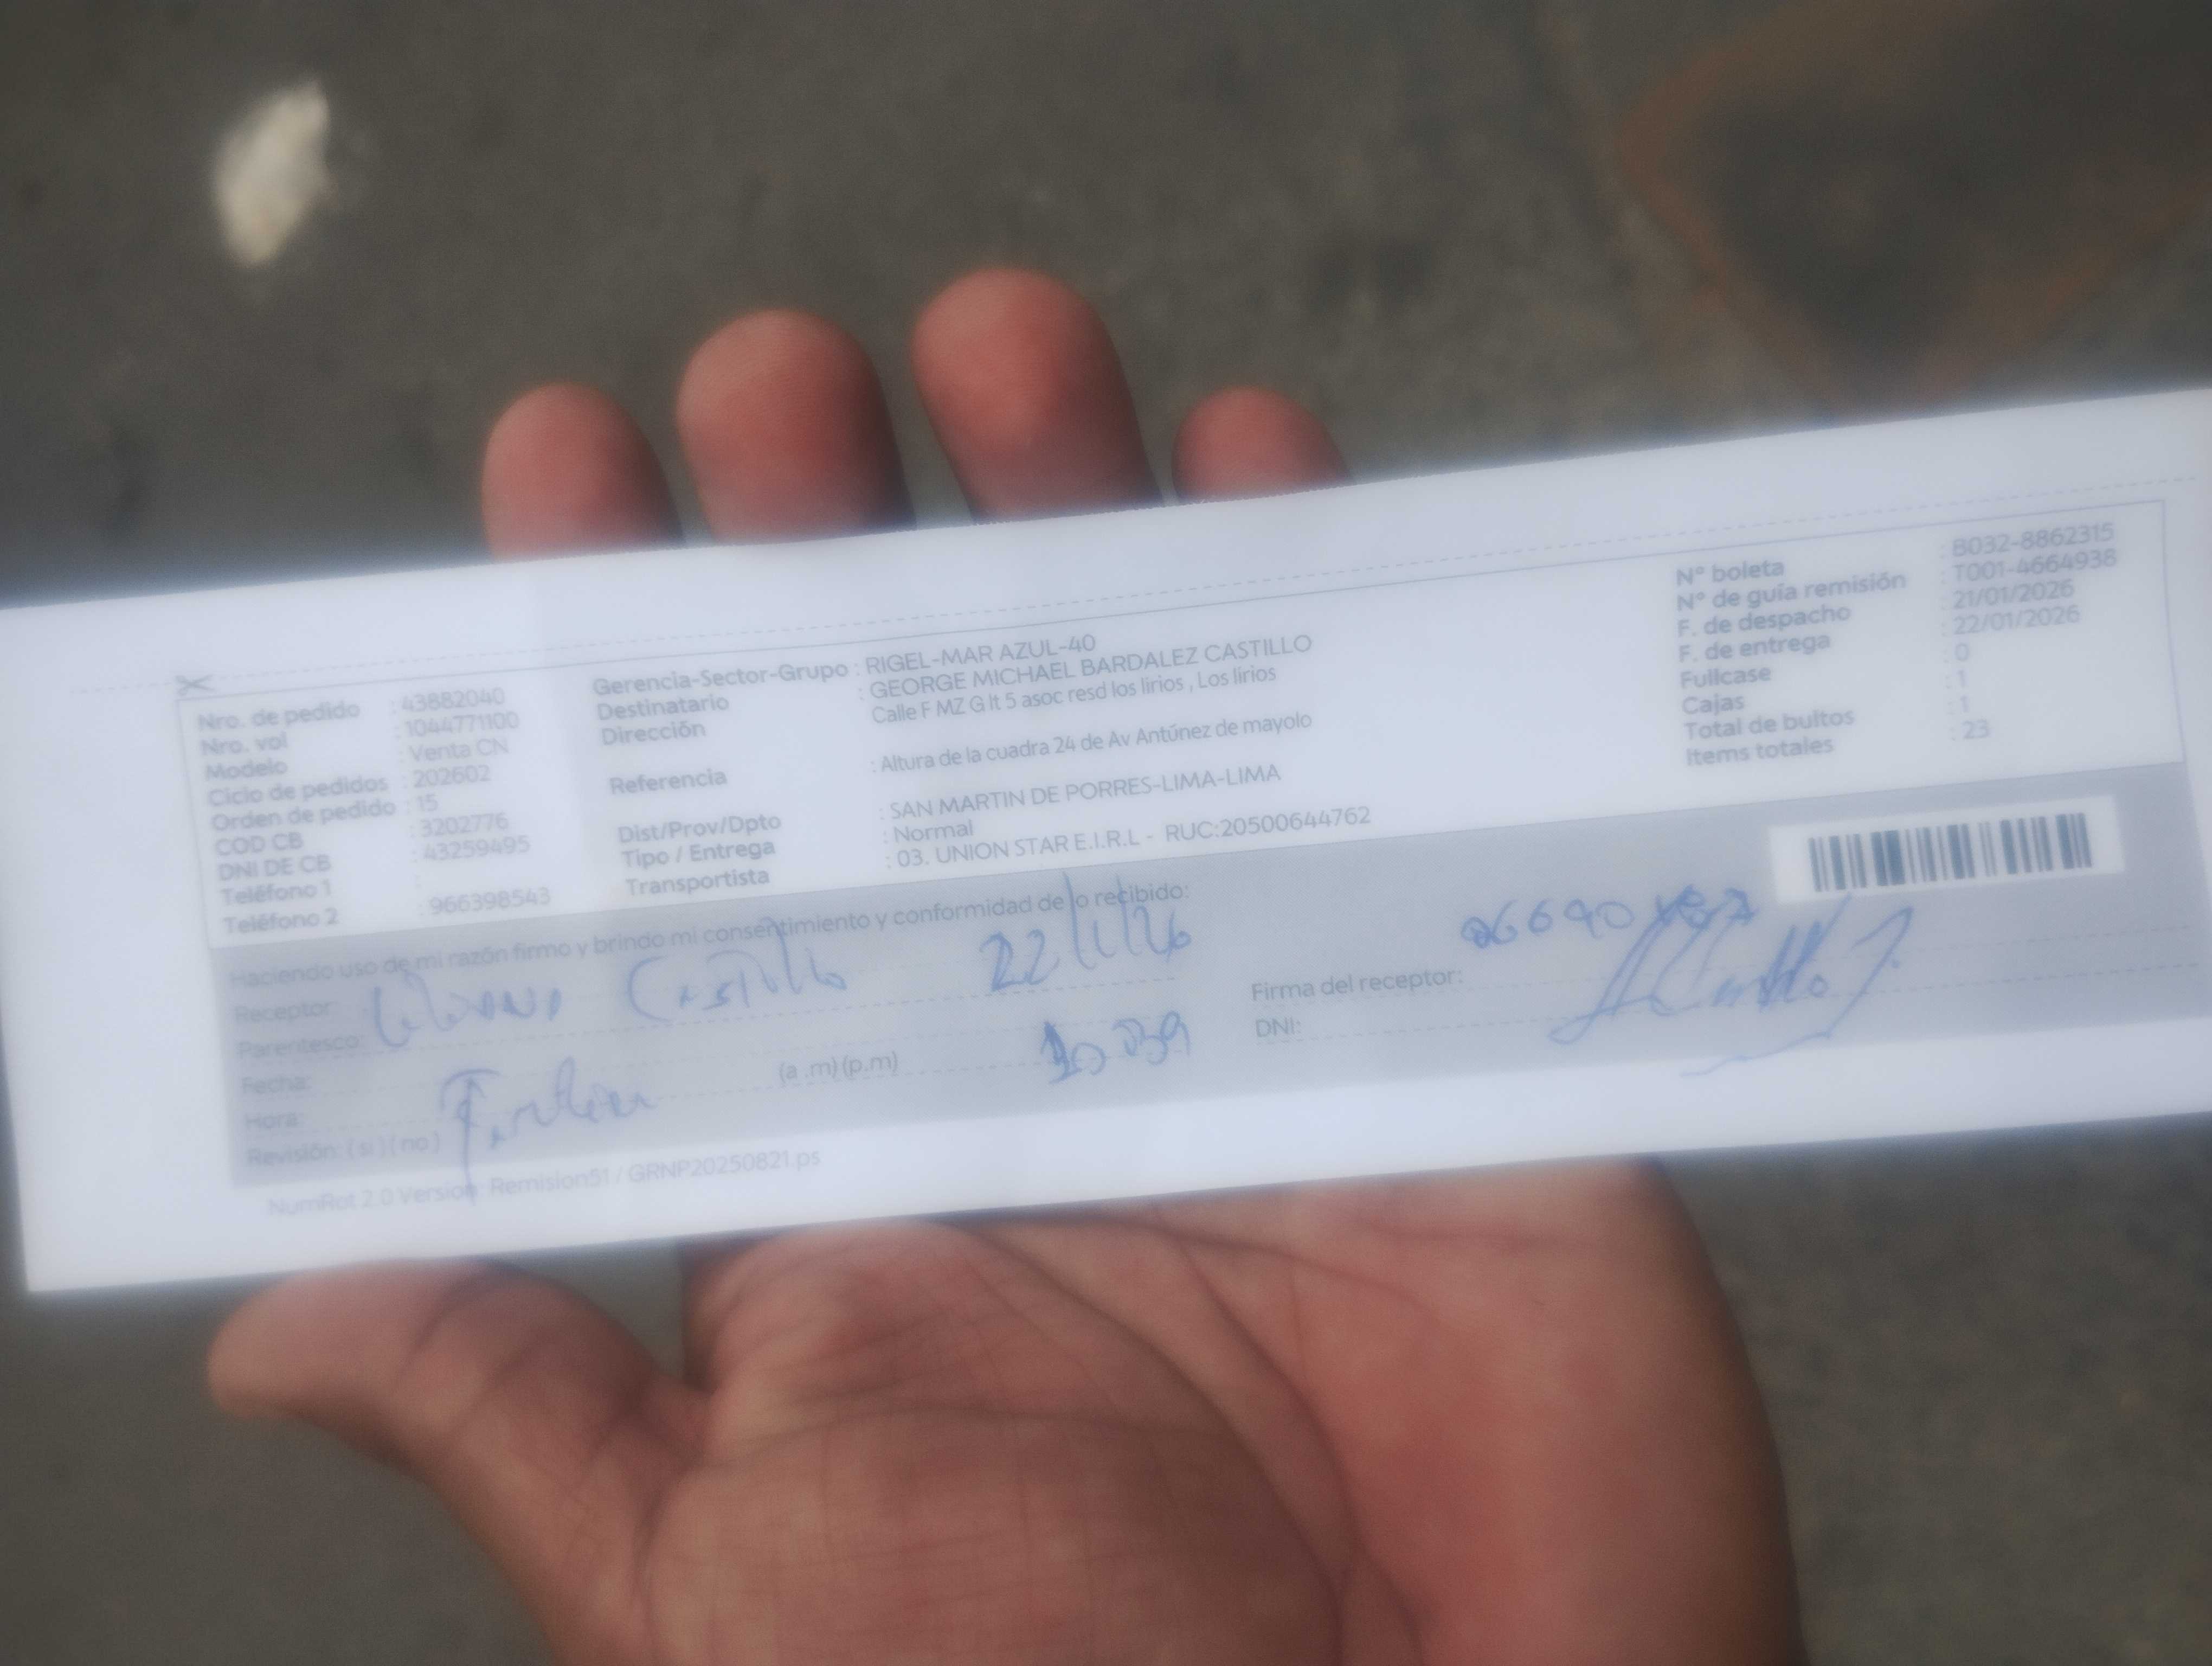 Nro. de pedido : 43882040
Nro. vol : 1044771100
Modelo : Venta CN
Ciclo de pedidos : 202602
Orden de pedido : 15
COD CB : 3202776
DNI DE CB : 43259495
Teléfono 1 :
Teléfono 2 : 966398543
Gerencia-Sector-Grupo : RIGEL-MAR AZUL-40
Destinatario : GEORGE MICHAEL BARDALEZ CASTILLO
Dirección Calle F MZ G lt 5 asoc resd los lirios , Los lirios
Referencia : Altura de la cuadra 24 de Av Antúnez de mayolo
Dist/Prov/Dpto : SAN MARTIN DE PORRES-LIMA-LIMA
Tipo / Entrega : Normal
Transportista : 03. UNION STAR E.I.R.L - RUC:20500644762
N° boleta : B032-8862315
N° de guía remisión : T001-4664938
F. de despacho : 21/01/2026
F. de entrega : 22/01/2026
Fullcase : 0
Cajas : 1
Total de bultos : 1
Items totales : 23
Haciendo uso de mi razón firmo y brindo mi consentimiento y conformidad de lo recibido:
Receptor: Castillo 22/1/26
Parentesco:
Fecha:
Hora: (a .m) (p.m)
Revisión: ( si ) ( no )
Firma del receptor:
DNI:
NumRot 2.0 Version: Remision51 / GRNP20250821.ps